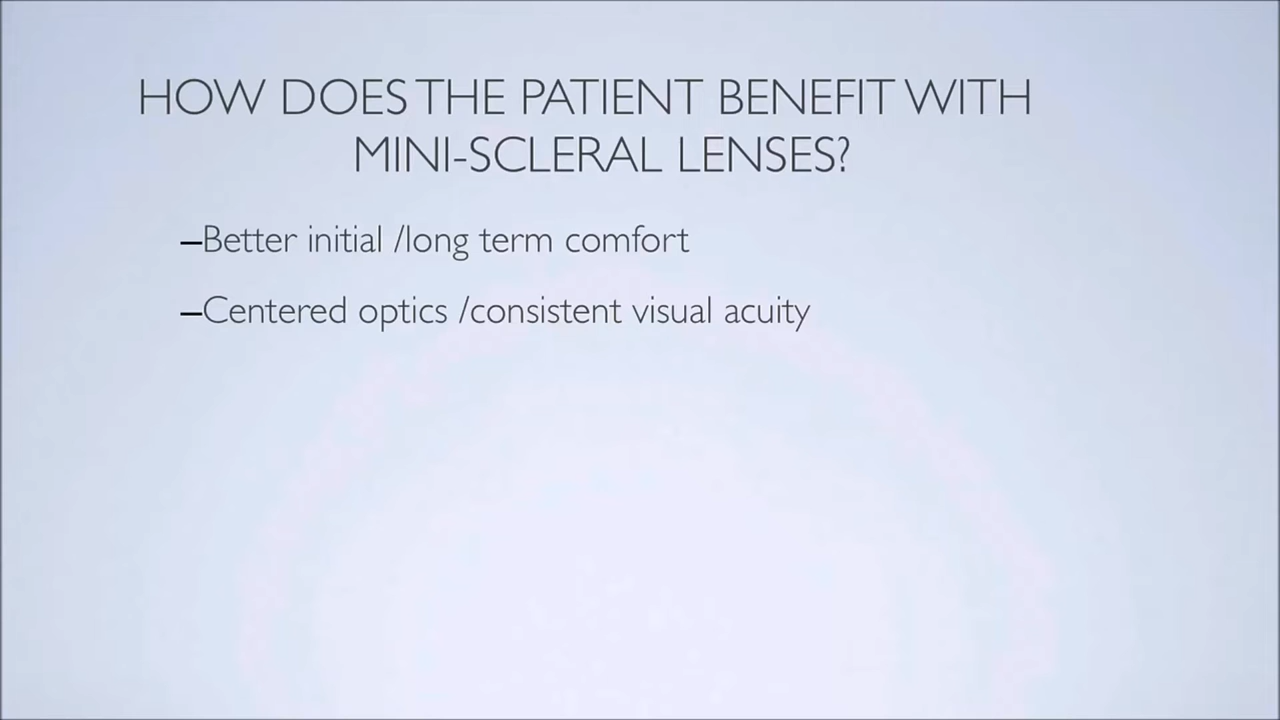 HOW DOES THE PATIENT BENEFIT WITH
MINI-SCLERAL LENSES?
–Better initial /long term comfort
–Centered optics /consistent visual acuity